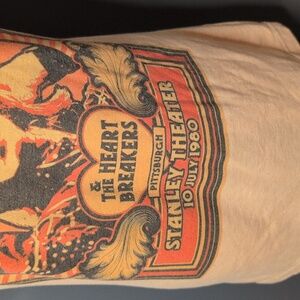 & THE HEART
BREAKERS
PITTSBURGH
STANLEY THEATER
10 JULY 1980